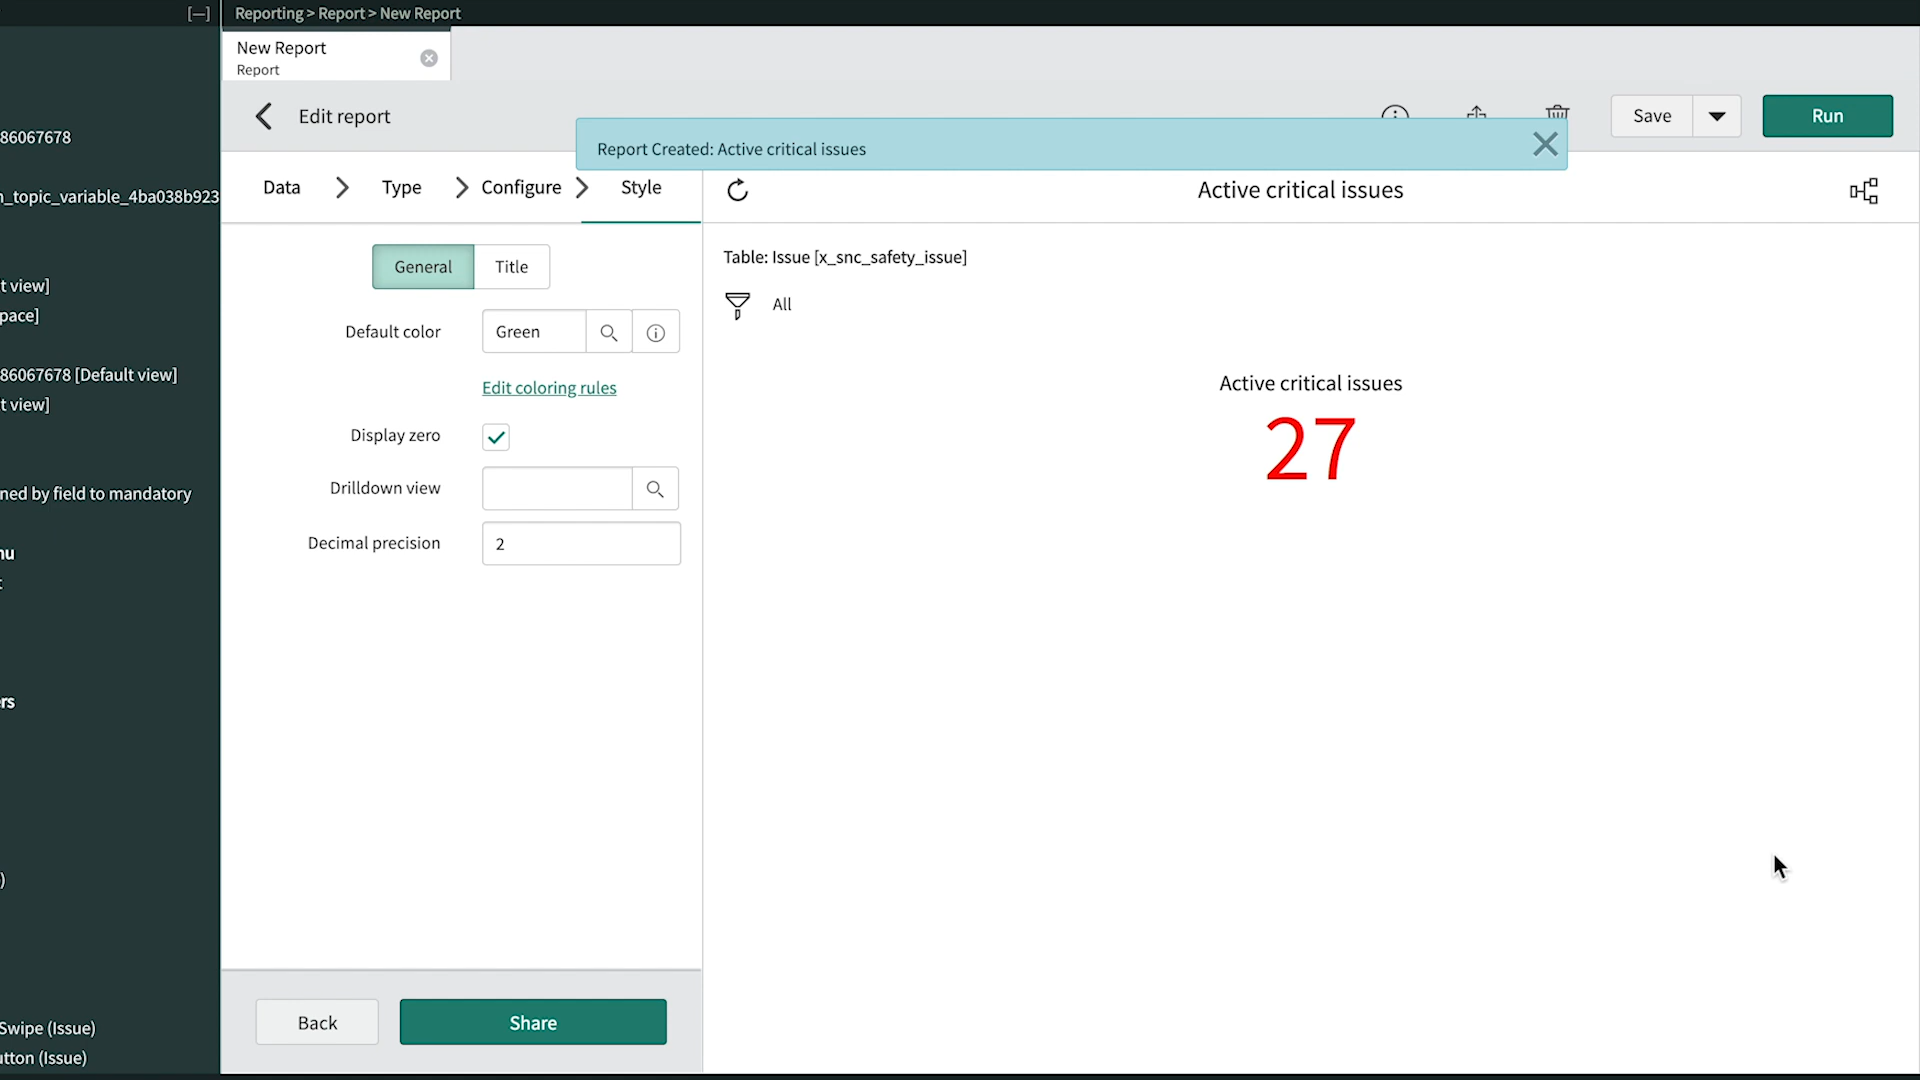 [—]
Reporting > Report > New Report
New Report
Report
Edit report
Save
Run
Report Created: Active critical issues
Data
Type
Configure
Style
Active critical issues
General
Title
Table: Issue [x_snc_safety_issue]
All
Default color
Green
Edit coloring rules
Display zero
Drilldown view
Decimal precision
2
Active critical issues
27
Back
Share
86067678
_topic_variable_4ba038b923
t view]
pace]
86067678 [Default view]
t view]
ned by field to mandatory
nu
t
rs
)
Swipe (Issue)
tton (Issue)